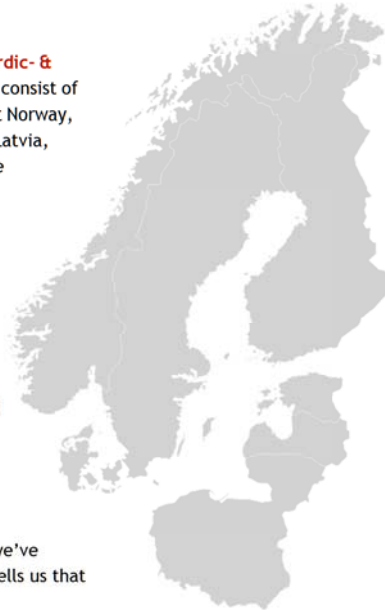 rdic- &
consist of
t Norway,
Latvia,
e
we've
ells us that